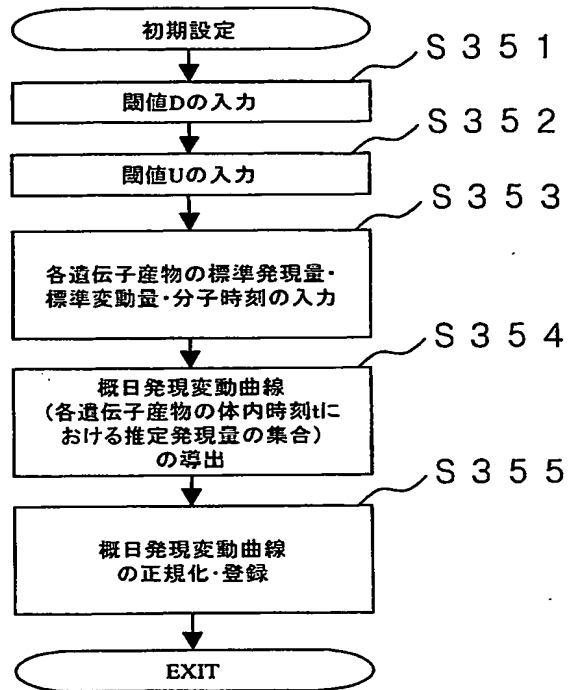 初期設定
S351
閾値Dの入力
S352
閾値Uの入力
S353
各遺伝子産物の標準発現量・
標準変動量・分子時刻の入力
S354
概日発現変動曲線
(各遺伝子産物の体内時刻tに
おける推定発現量の集合)
の導出
S355
概日発現変動曲線
の正規化・登録
EXIT